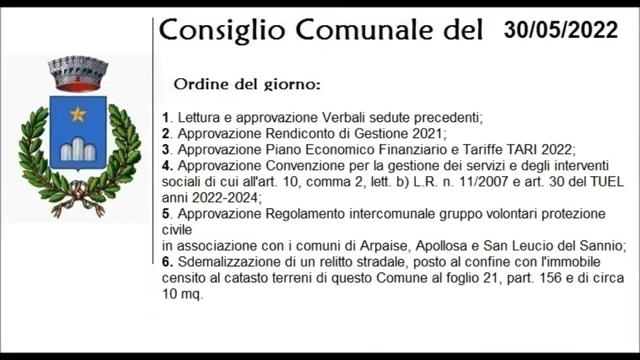 Consiglio Comunale del 30/05/2022
Ordine del giorno:
1. Lettura e approvazione Verbali sedute precedenti;
2. Approvazione Rendiconto di Gestione 2021;
3. Approvazione Piano Economico Finanziario e Tariffe TARI 2022;
4. Approvazione Convenzione per la gestione dei servizi e degli interventi
sociali di cui all'art. 10, comma 2, lett. b) L.R. n. 11/2007 e art. 30 del TUEL
anni 2022-2024;
5. Approvazione Regolamento intercomunale gruppo volontari protezione
civile
in associazione con i comuni di Arpaise, Apollosa e San Leucio del Sannio;
6. Sdemalizzazione di un relitto stradale, posto al confine con l'immobile
censito al catasto terreni di questo Comune al foglio 21, part. 156 e di circa
10 mq.